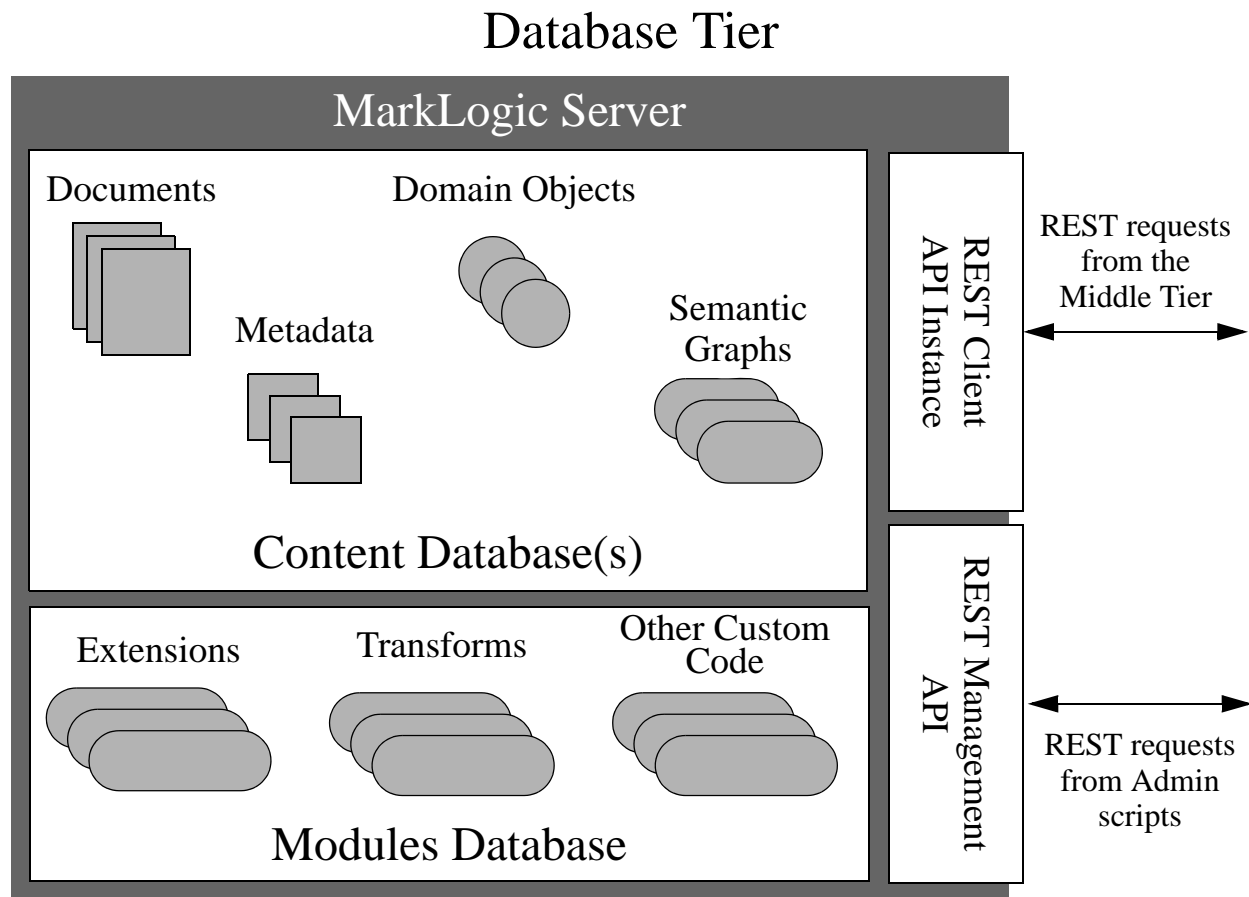 Database Tier
MarkLogic Server
Documents
Domain Objects
Metadata
Semantic
Graphs
Content Database(s)
Extensions
Transforms
Other Custom
Code
Modules Database
REST Client
API Instance
REST Management
API
REST requests
from the
Middle Tier
REST requests
from Admin
scripts